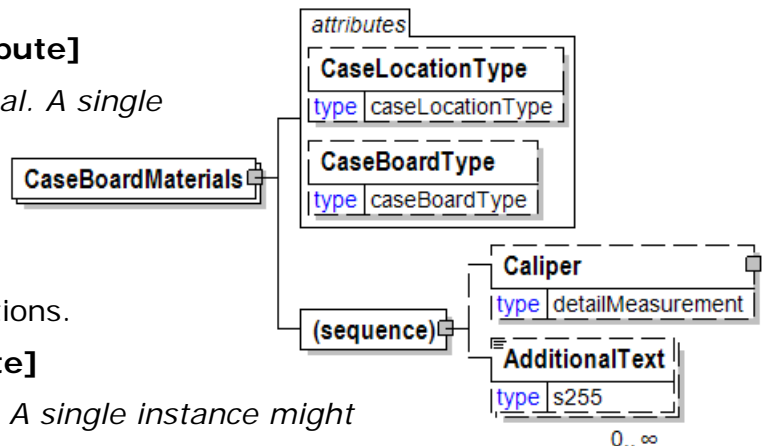 attributes
bute]
CaseLocationType
al. A single
type caseLocationType
CaseBoardType
CaseBoardMaterials
type caseBoardType
Caliper
tions.
type detailMeasurement
(sequence)
te]
AdditionalText
type s255
A single instance might
0..∞